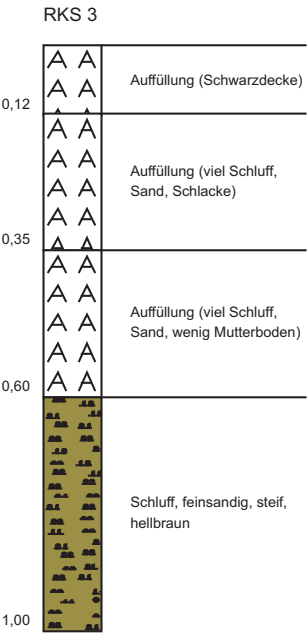 RKS 3
Auffüllung (Schwarzdecke)
0,12
Auffüllung (viel Schluff,
Sand, Schlacke)
0,35
Auffüllung (viel Schluff,
Sand, wenig Mutterboden)
0,60
Schluff, feinsandig, steif,
hellbraun
1,00